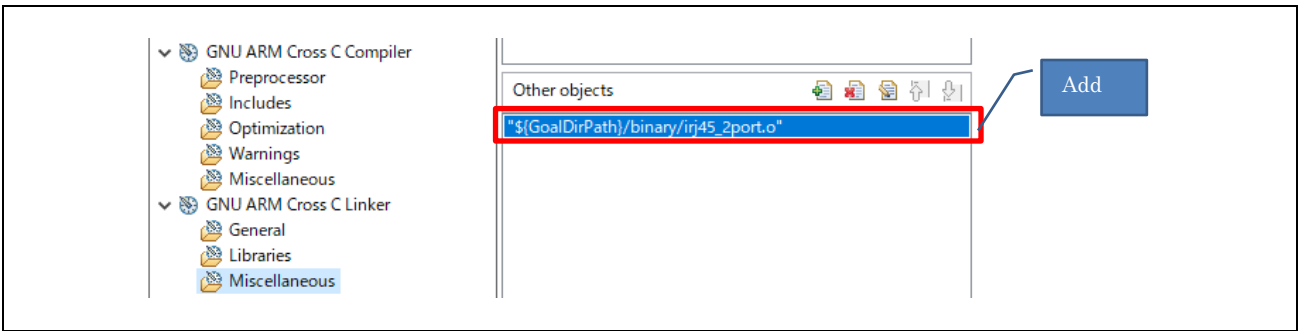 GNU ARM Cross C Compiler
Preprocessor
Includes
Optimization
Warnings
Miscellaneous
GNU ARM Cross C Linker
General
Libraries
Miscellaneous
Other objects
"${GoalDirPath}/binary/irj45_2port.o"
Add